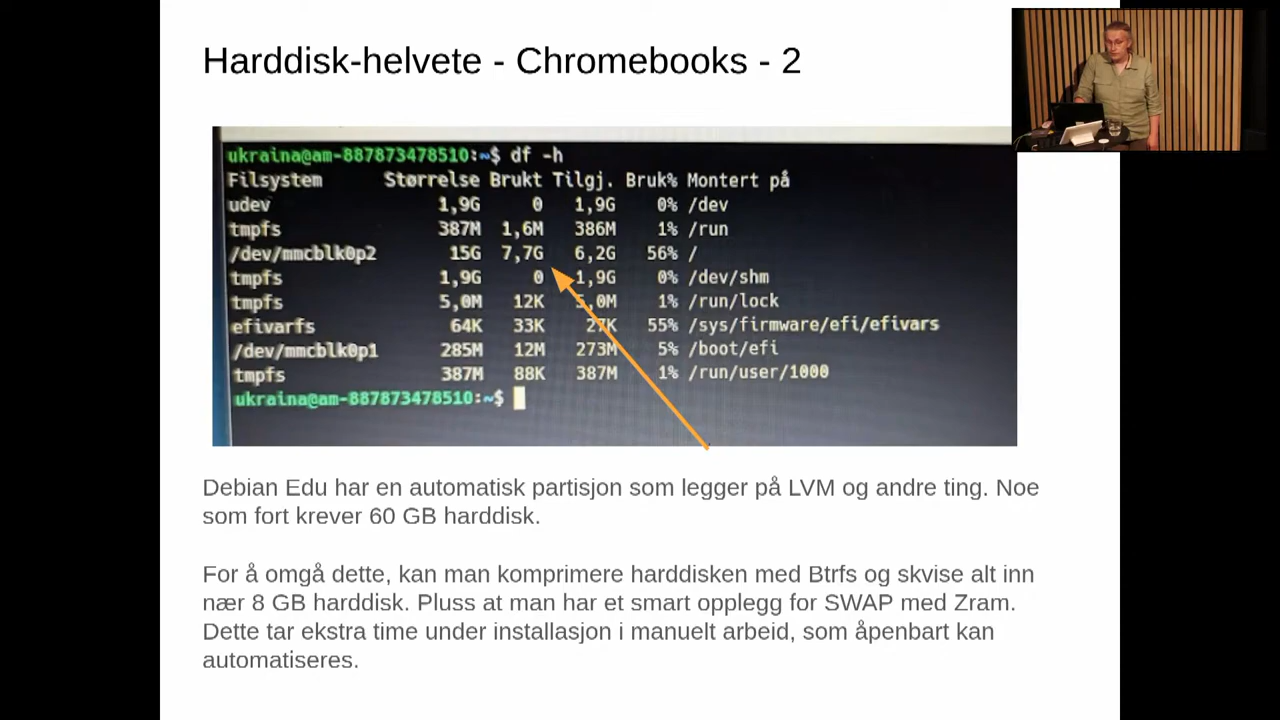 Harddisk-helvete - Chromebooks - 2
ukraina@am-887873478510:~$ df -h
Filsystem Størrelse Brukt Tilgj. Bruk% Montert på
udev 1,9G 0 1,9G 0% /dev
tmpfs 387M 1,6M 386M 1% /run
/dev/mmcblk0p2 15G 7,7G 6,2G 56% /
tmpfs 1,9G 0 1,9G 0% /dev/shm
tmpfs 5,0M 12K 5,0M 1% /run/lock
efivarfs 64K 33K 27K 55% /sys/firmware/efi/efivars
/dev/mmcblk0p1 285M 12M 273M 5% /boot/efi
tmpfs 387M 88K 387M 1% /run/user/1000
ukraina@am-887873478510:~$
Debian Edu har en automatisk partisjon som legger på LVM og andre ting. Noe
som fort krever 60 GB harddisk.
For å omgå dette, kan man komprimere harddisken med Btrfs og skvise alt inn
nær 8 GB harddisk. Pluss at man har et smart opplegg for SWAP med Zram.
Dette tar ekstra time under installasjon i manuelt arbeid, som åpenbart kan
automatiseres.